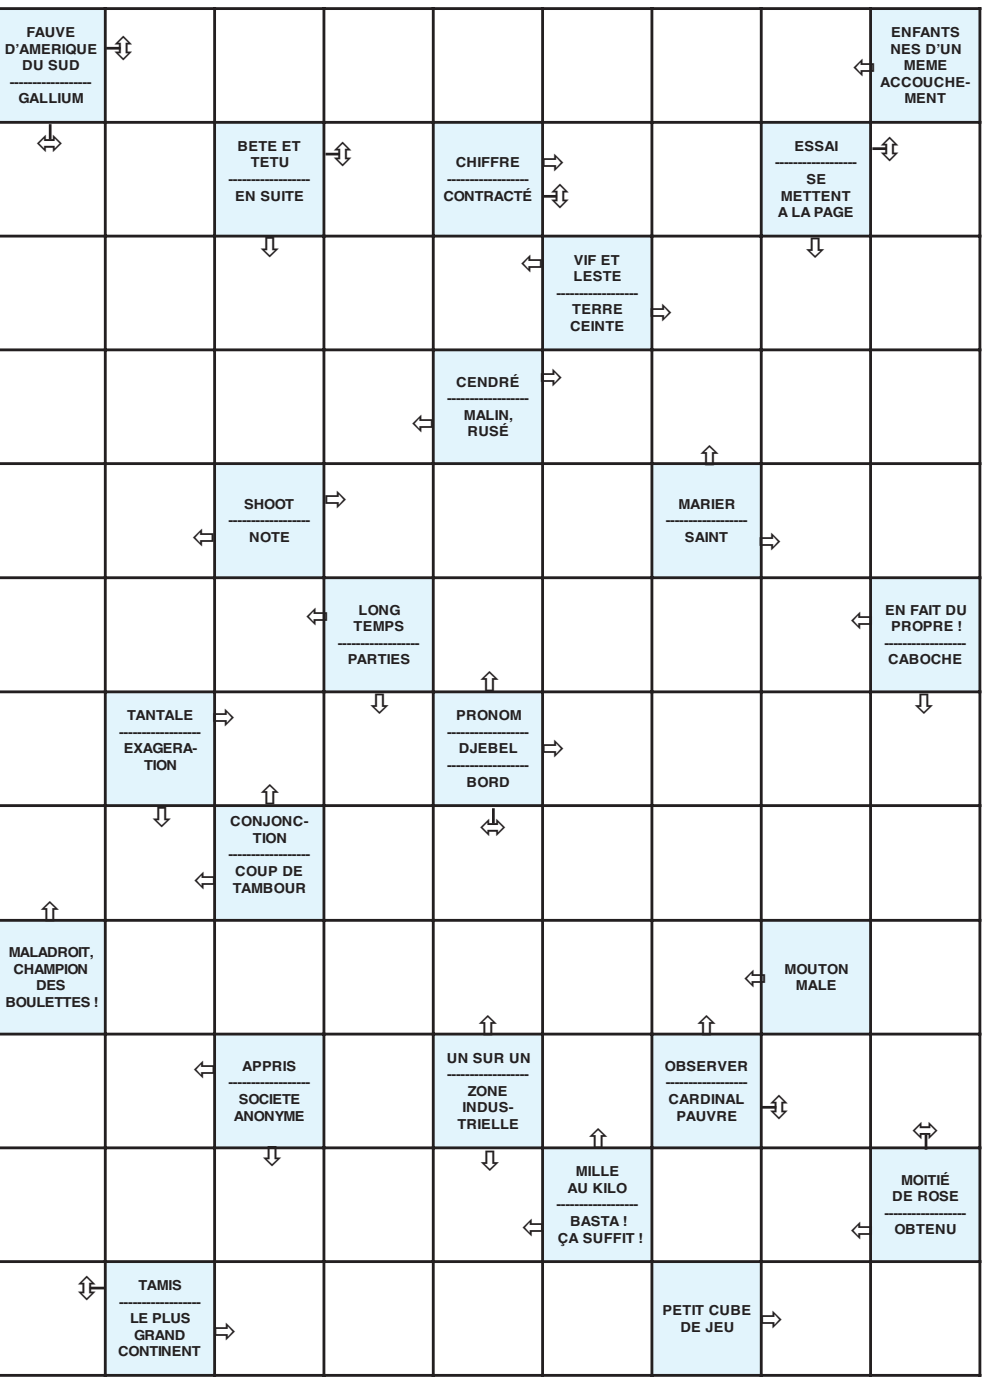 FAUVE
D'AMERIQUE
DU SUD
GALLIUM
ENFANTS
NES D'UN
MEME
ACCOUCHE-
MENT
BETE ET
TETU
EN SUITE
CHIFFRE
CONTRACTÉ
ESSAI
SE
METTENT
A LA PAGE
VIF ET
LESTE
TERRE
CEINTE
CENDRÉ
MALIN,
RUSÉ
SHOOT
NOTE
MARIER
SAINT
LONG
TEMPS
PARTIES
EN FAIT DU
PROPRE !
CABOCHE
TANTALE
EXAGERA-
TION
PRONOM
DJEBEL
BORD
CONJONC-
TION
COUP DE
TAMBOUR
MALADROIT,
CHAMPION
DES
BOULETTES !
MOUTON
MALE
APPRIS
SOCIETE
ANONYME
UN SUR UN
ZONE
INDUS-
TRIELLE
OBSERVER
CARDINAL
PAUVRE
MILLE
AU KILO
BASTA !
ÇA SUFFIT !
MOITIÉ
DE ROSE
OBTENU
TAMIS
LE PLUS
GRAND
CONTINENT
PETIT CUBE
DE JEU